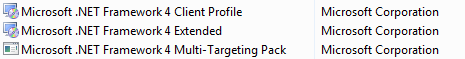 Microsoft .NET Framework 4 Client Profile Microsoft Corporation
Microsoft .NET Framework 4 Extended Microsoft Corporation
Microsoft .NET Framework 4 Multi-Targeting Pack Microsoft Corporation